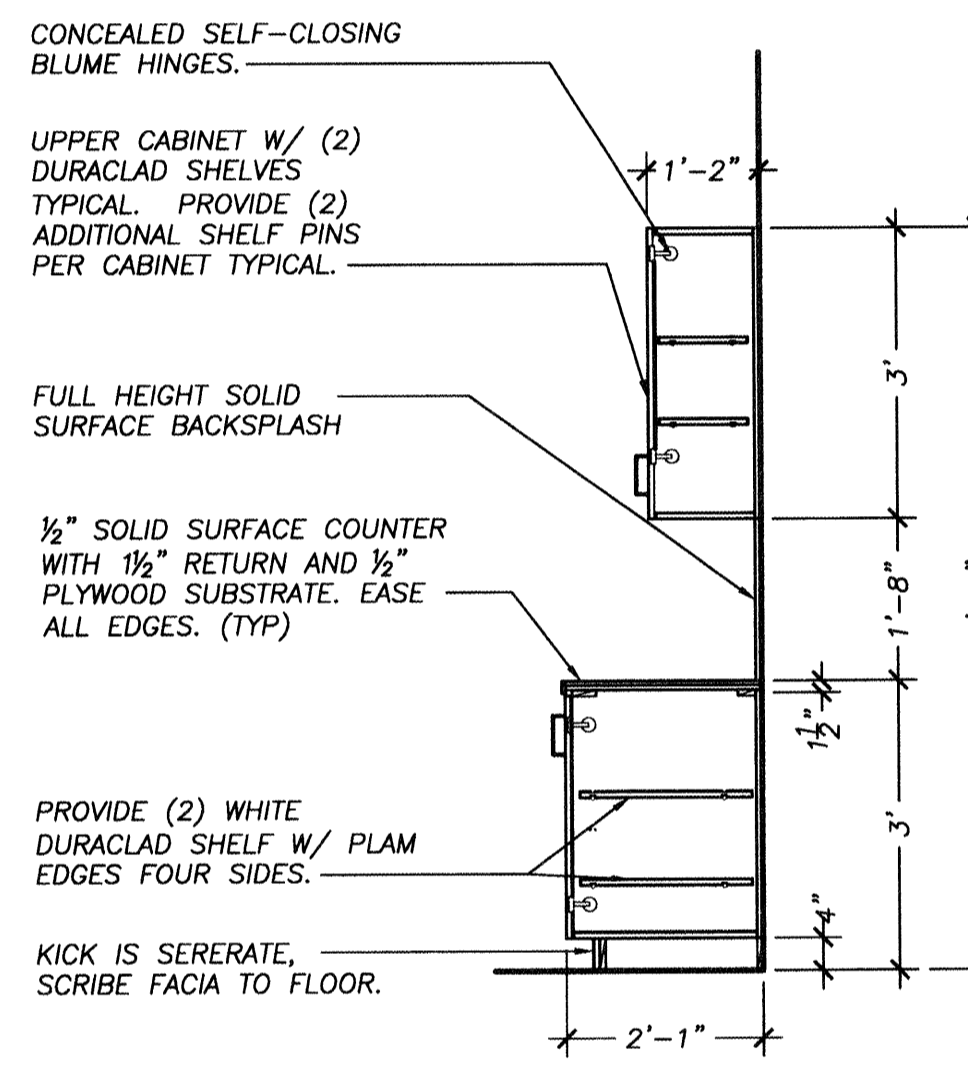 CONCEALED SELF-CLOSING
BLUME HINGES.
UPPER CABINET W/ (2)
DURACLAD SHELVES
TYPICAL. PROVIDE (2)
ADDITIONAL SHELF PINS
PER CABINET TYPICAL.
FULL HEIGHT SOLID
SURFACE BACKSPLASH
½" SOLID SURFACE COUNTER
WITH 1½" RETURN AND ½"
PLYWOOD SUBSTRATE. EASE
ALL EDGES. (TYP)
PROVIDE (2) WHITE
DURACLAD SHELF W/ PLAM
EDGES FOUR SIDES.
KICK IS SERERATE,
SCRIBE FACIA TO FLOOR.
1'-2"
3'
1'-8"
1½"
3'
4"
2'-1"